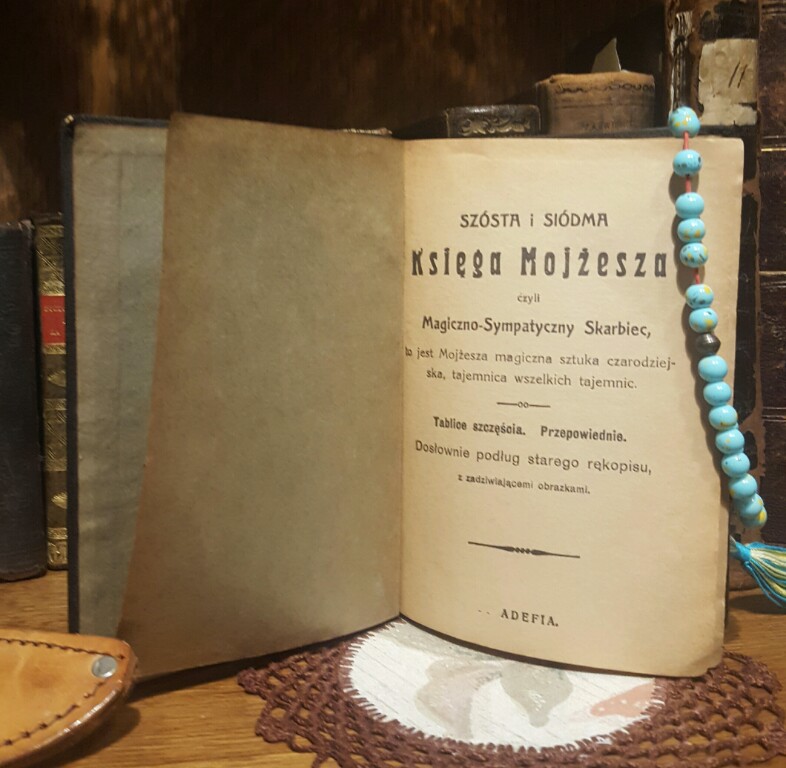 SZÓSTA i SIÓDMA
Księga Mojżesza
czyli
Magiczno-Sympatyczny Skarbiec,
to jest Mojżesza magiczna sztuka czarodziej-
ska, tajemnica wszelkich tajemnic.
Tablice szczęścia. Przepowiednie.
Dosłownie podług starego rękopisu,
z zadziwiającemi obrazkami.
ADEFIA.